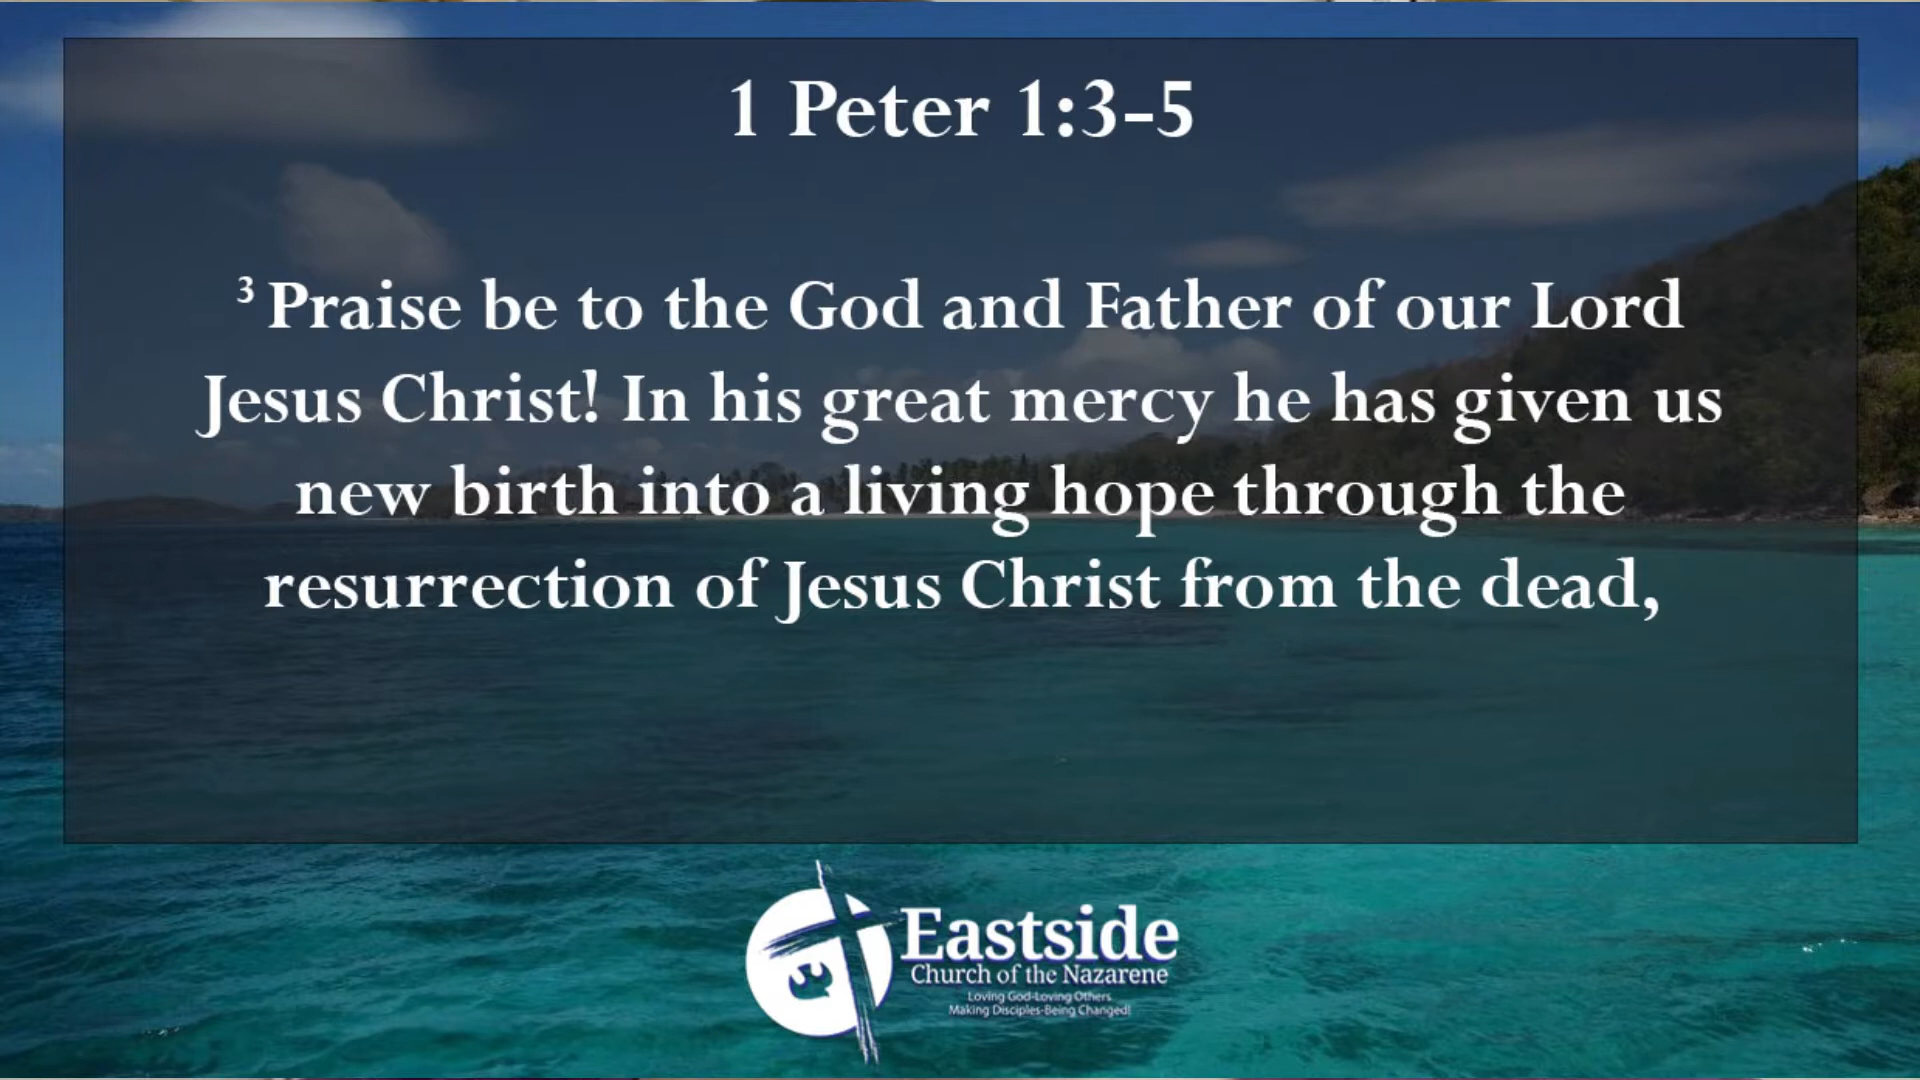 1 Peter 1:3-5
3 Praise be to the God and Father of our Lord
Jesus Christ! In his great mercy he has given us
new birth into a living hope through the
resurrection of Jesus Christ from the dead,
Eastside
Church of the Nazarene
Loving God-Loving Others
Making Disciples-Being Changed!